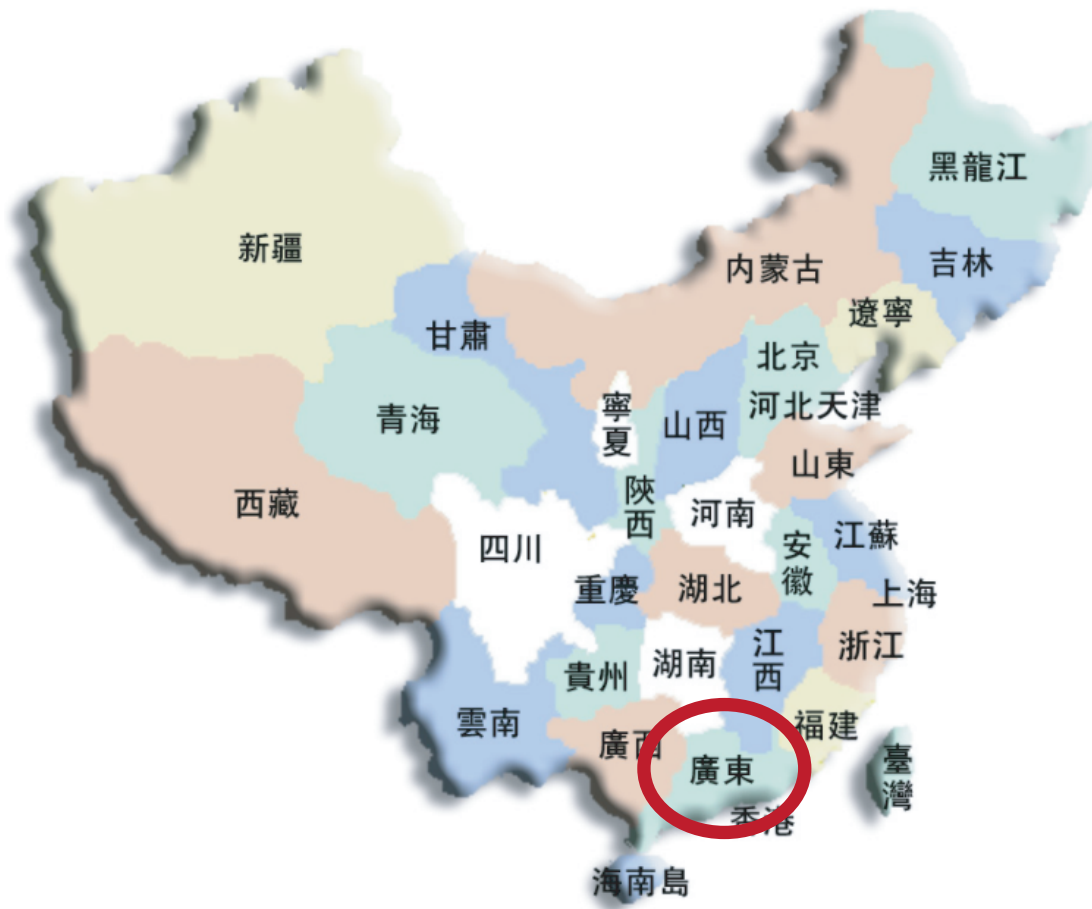 黑龍江
新疆
内蒙古
吉林
遼寧
甘肅
北京
河北天津
寧夏
青海
山西
山東
西藏
陝西
河南
江蘇
四川
安徽
重慶
湖北
上海
浙江
江西
湖南
貴州
雲南
福建
廣西
廣東
臺灣
香港
海南島